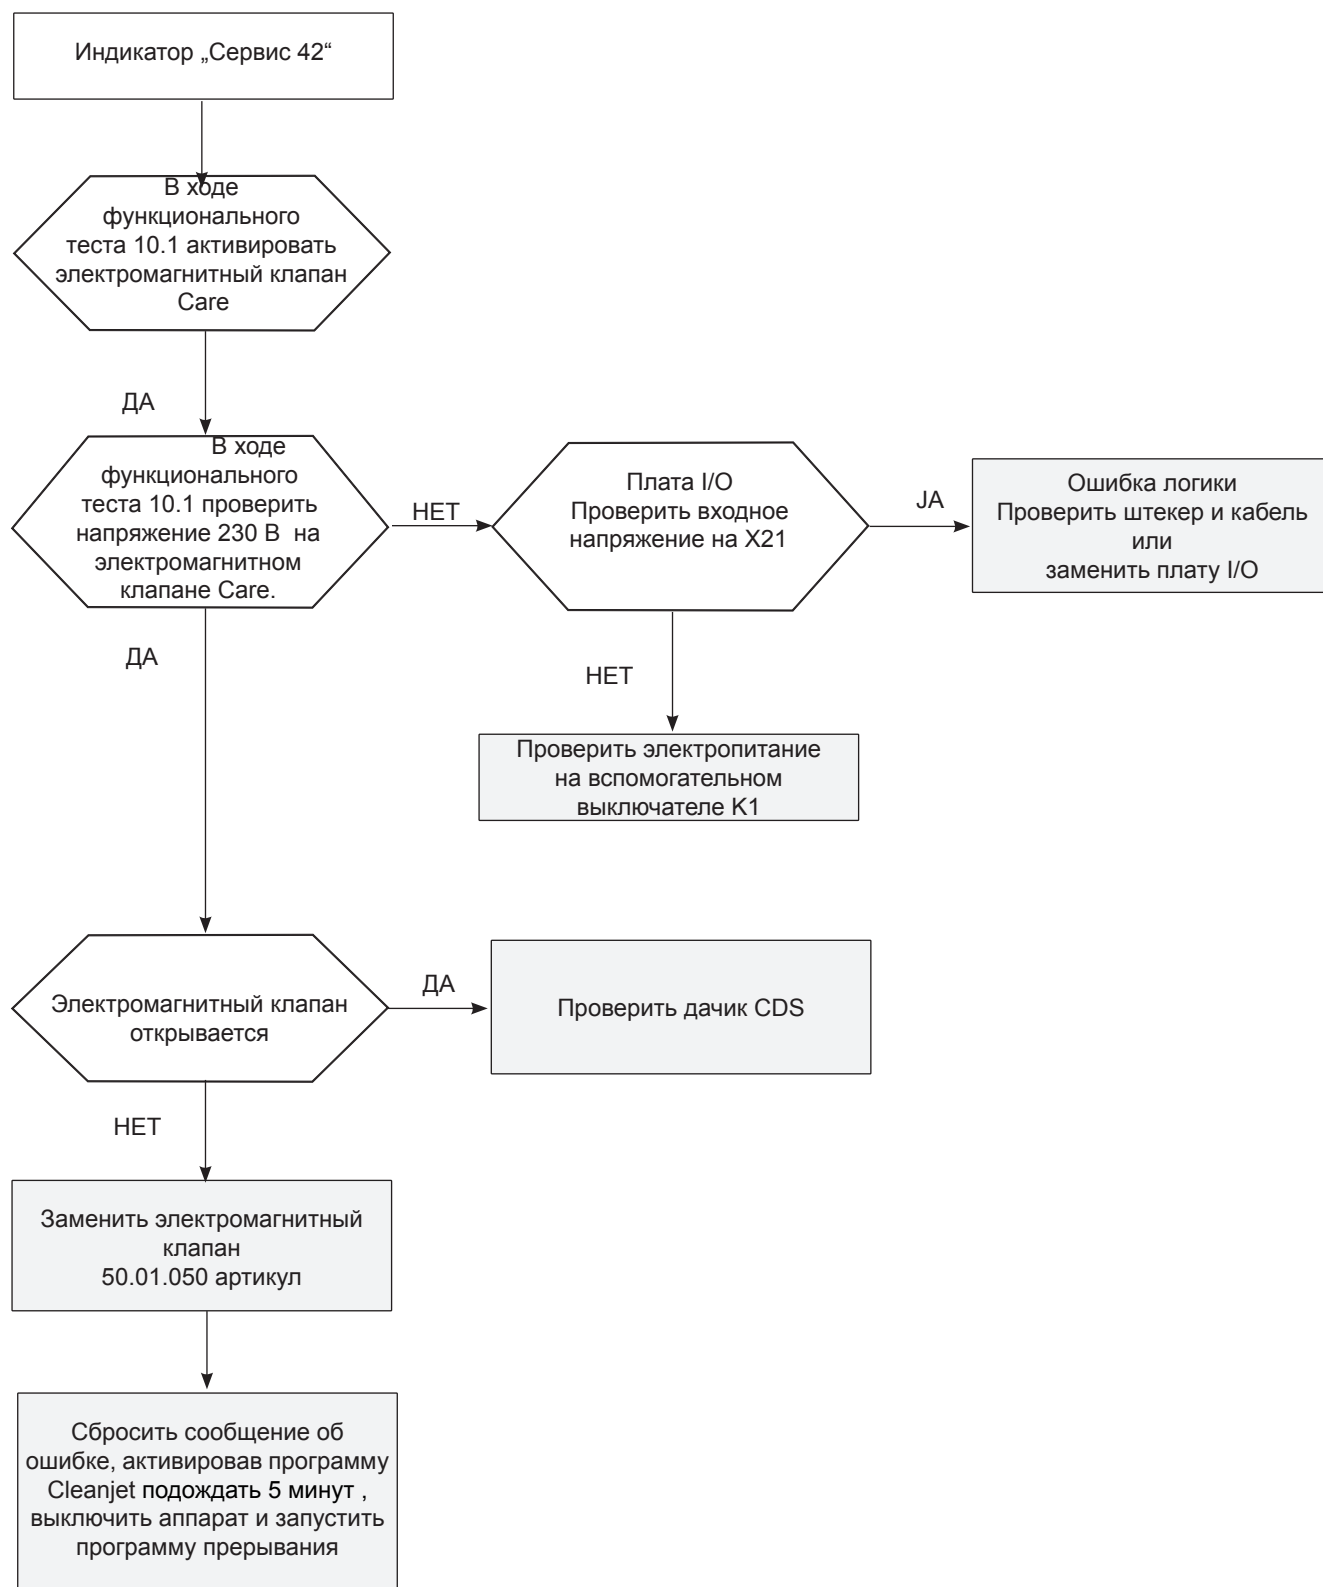 Индикатор „Сервис 42“
В ходе
функционального
теста 10.1 активировать
электромагнитный клапан
Care
ДА
В ходе
функционального
теста 10.1 проверить
напряжение 230 В на
электромагнитном
клапане Care.
НЕТ
Плата I/O
Проверить входное
напряжение на X21
JA
Ошибка логики
Проверить штекер и кабель
или
заменить плату I/O
ДА
НЕТ
Проверить электропитание
на вспомогательном
выключателе K1
Электромагнитный клапан
открывается
ДА
Проверить дачик CDS
НЕТ
Заменить электромагнитный
клапан
50.01.050 артикул
Сбросить сообщение об
ошибке, активировав программу
Cleanjet подождать 5 минут ,
выключить аппарат и запустить
программу прерывания